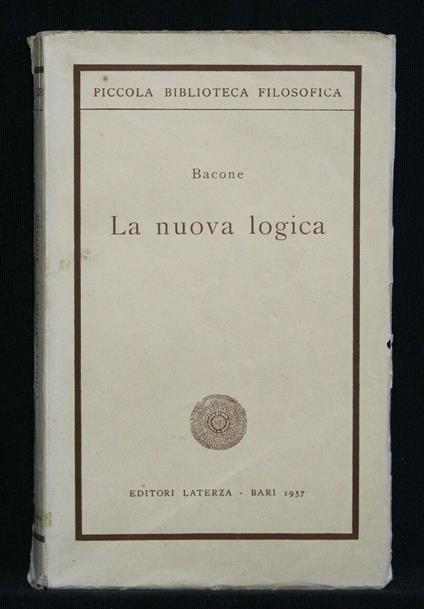 PICCOLA BIBLIOTECA FILOSOFICA
Bacone
La nuova logica
EDITORI LATERZA - BARI 1957